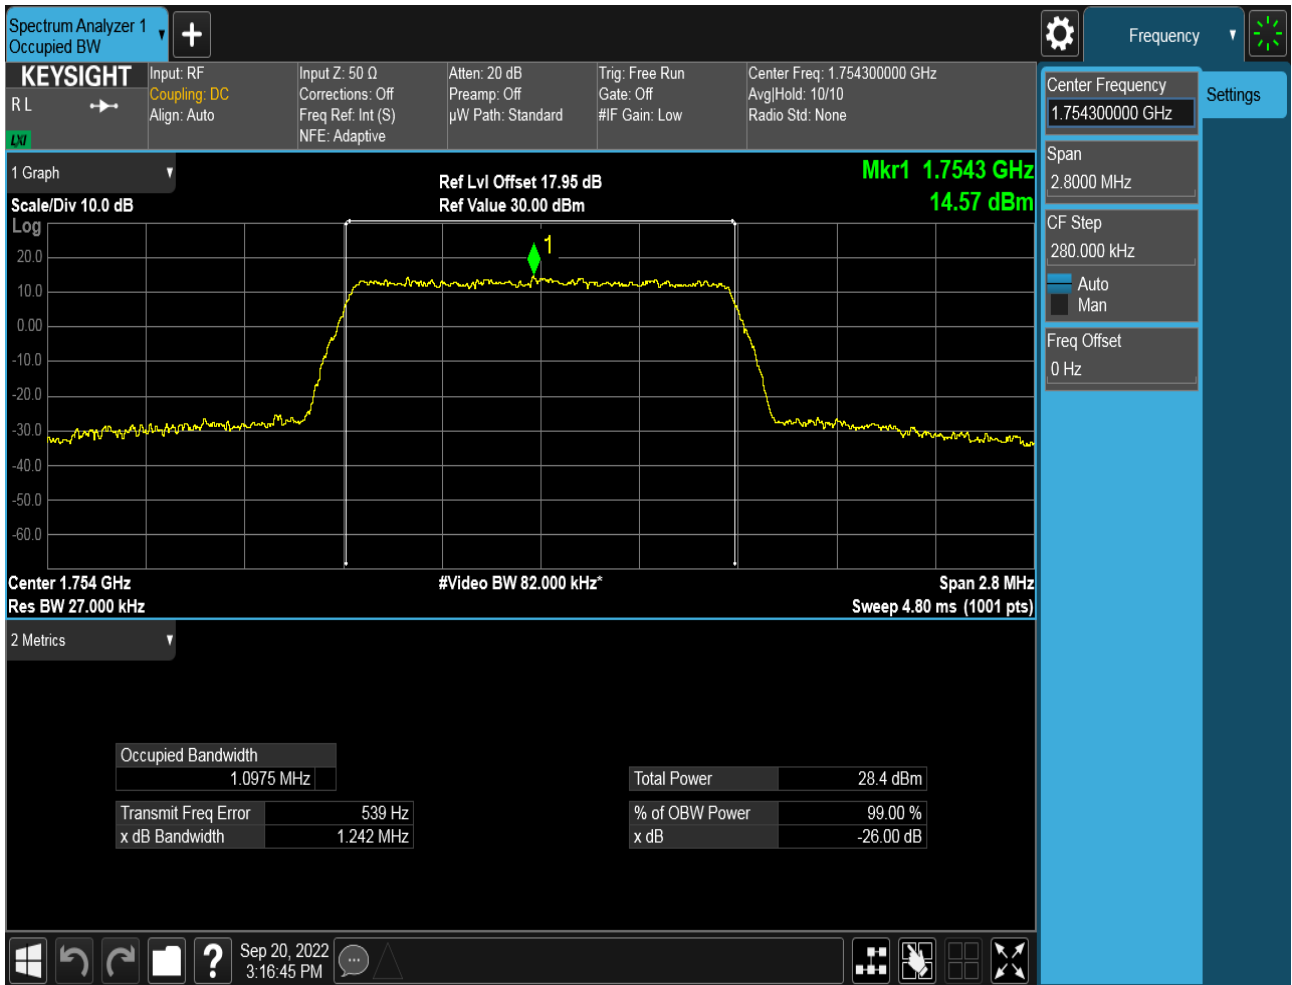 Spectrum Analyzer 1
Occupied BW
+
Frequency
KEYSIGHT
R L
LXI
Input: RF
Coupling: DC
Align: Auto
Input Z: 50 Ω
Corrections: Off
Freq Ref: Int (S)
NFE: Adaptive
Atten: 20 dB
Preamp: Off
µW Path: Standard
Trig: Free Run
Gate: Off
#IF Gain: Low
Center Freq: 1.754300000 GHz
Avg|Hold: 10/10
Radio Std: None
Center Frequency
1.754300000 GHz
Settings
Span
2.8000 MHz
CF Step
280.000 kHz
Auto
Man
Freq Offset
0 Hz
1 Graph
Scale/Div 10.0 dB
Ref Lvl Offset 17.95 dB
Ref Value 30.00 dBm
Mkr1 1.7543 GHz
14.57 dBm
Log
1
20.0
10.0
0.00
-10.0
-20.0
-30.0
-40.0
-50.0
-60.0
Center 1.754 GHz
Res BW 27.000 kHz
#Video BW 82.000 kHz*
Span 2.8 MHz
Sweep 4.80 ms (1001 pts)
2 Metrics
Occupied Bandwidth
1.0975 MHz
Transmit Freq Error 539 Hz
x dB Bandwidth 1.242 MHz
Total Power 28.4 dBm
% of OBW Power 99.00 %
x dB -26.00 dB
?
Sep 20, 2022
3:16:45 PM